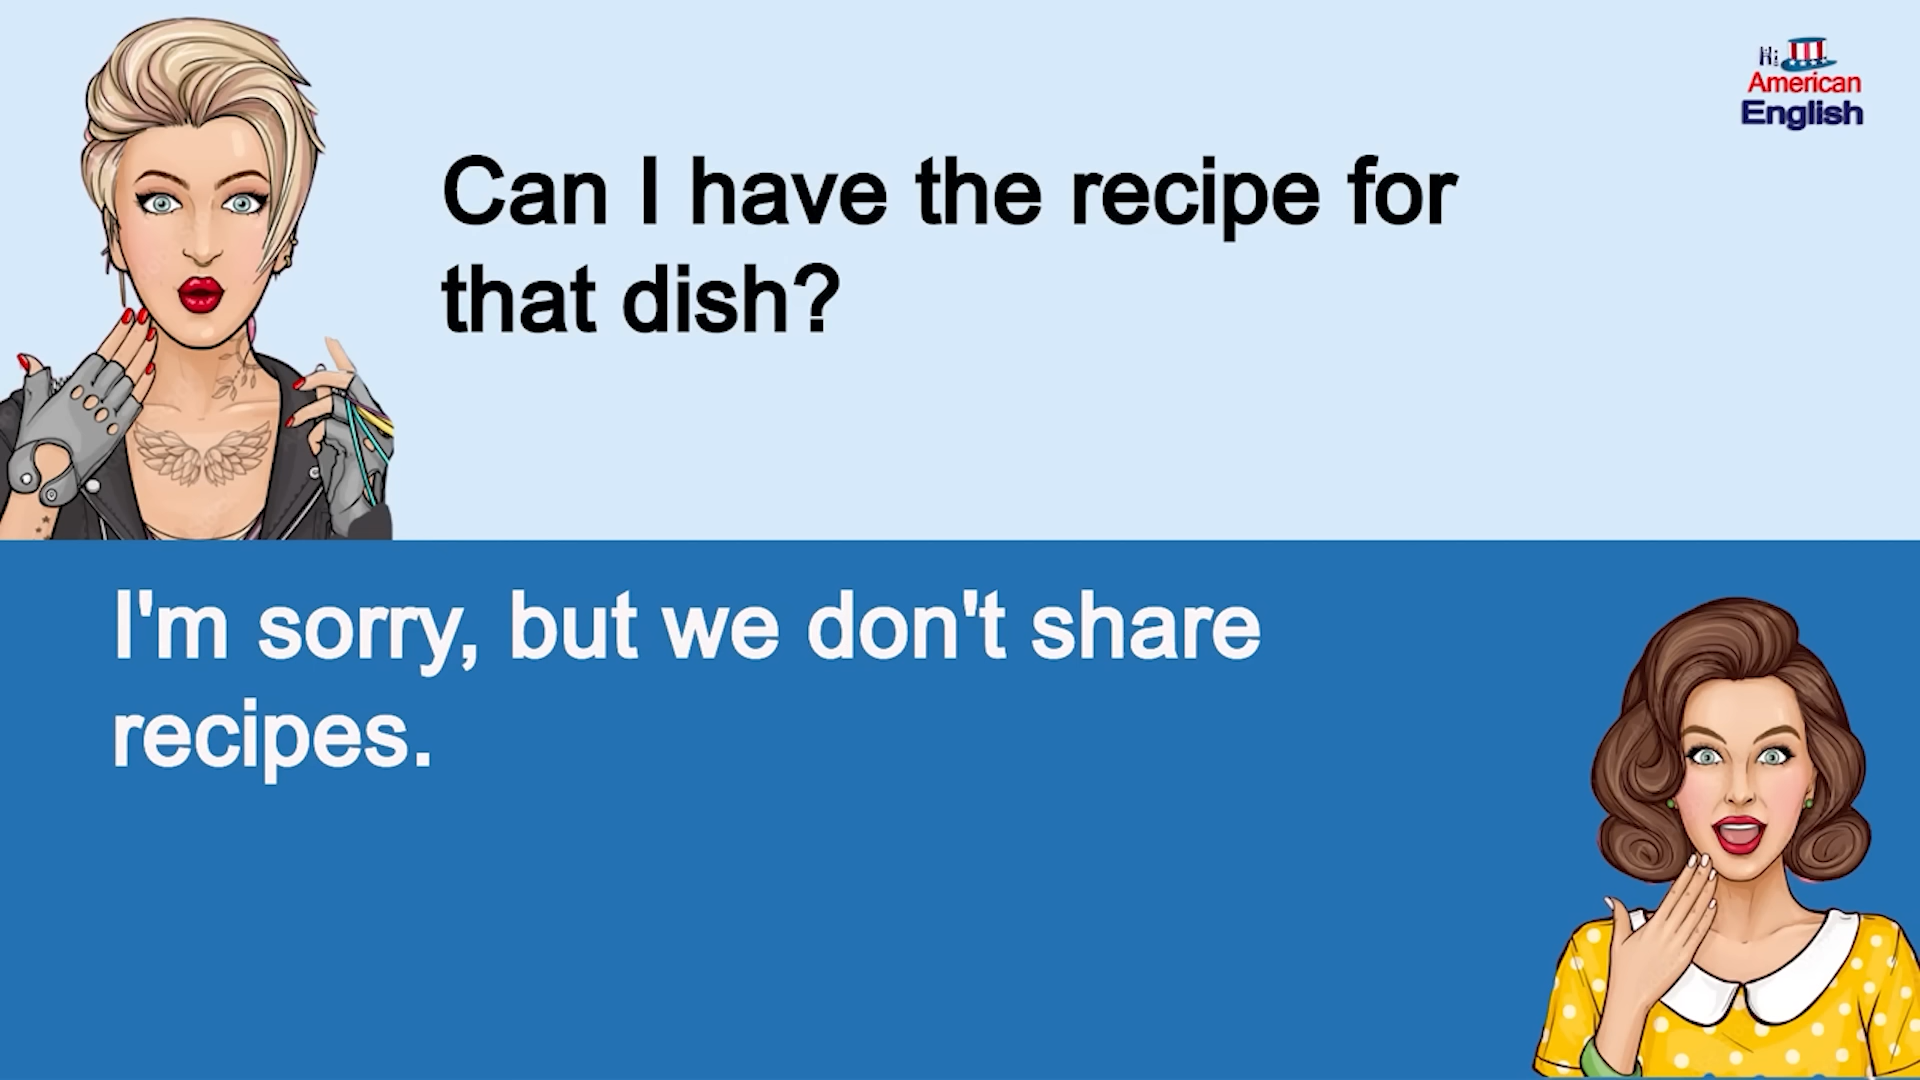 Hi
American
English
Can I have the recipe for
that dish?
I'm sorry, but we don't share
recipes.